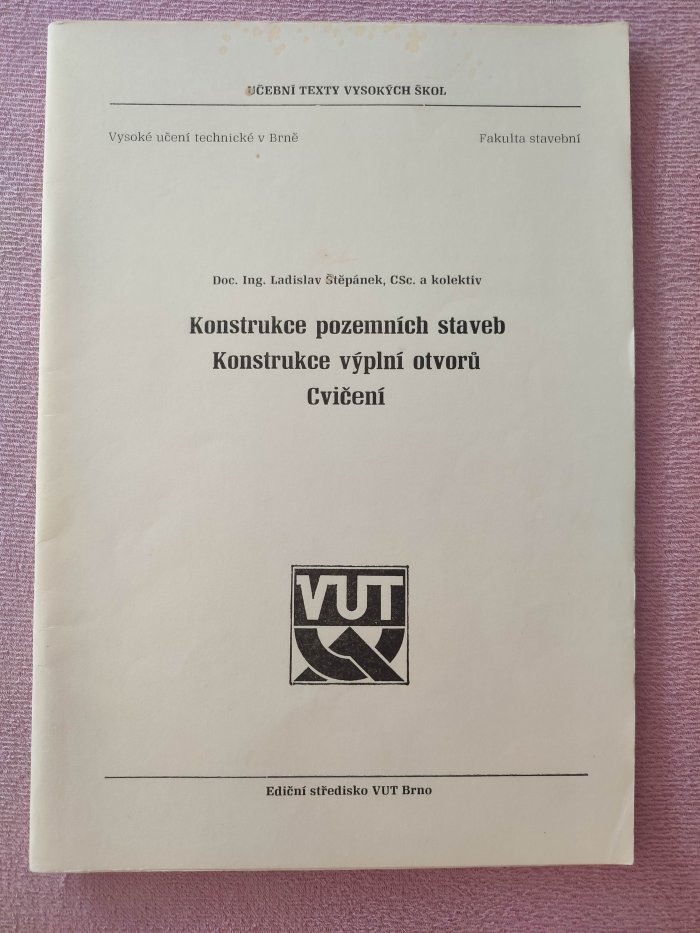 UČEBNÍ TEXTY VYSOKÝCH ŠKOL
Vysoké učení technické v Brně
Fakulta stavební
Doc. Ing. Ladislav Štěpánek, CSc. a kolektiv
Konstrukce pozemních staveb
Konstrukce výplní otvorů
Cvičení
VUT
Ediční středisko VUT Brno